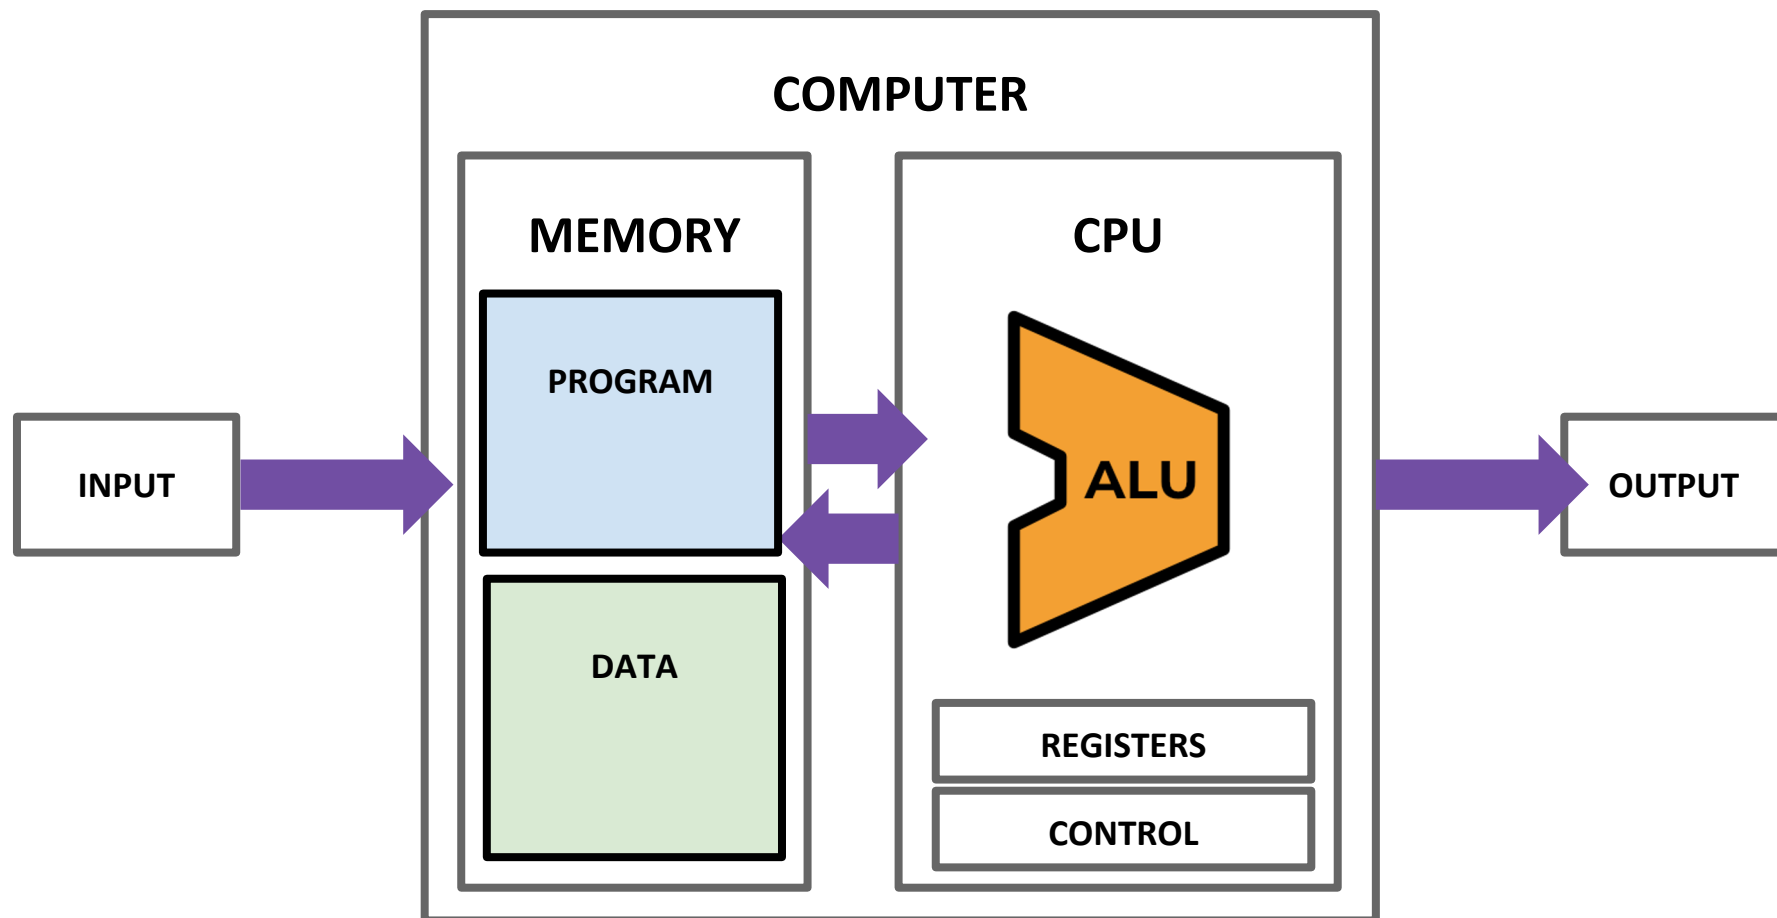 COMPUTER
MEMORY
CPU
PROGRAM
INPUT
ALU
OUTPUT
DATA
REGISTERS
CONTROL